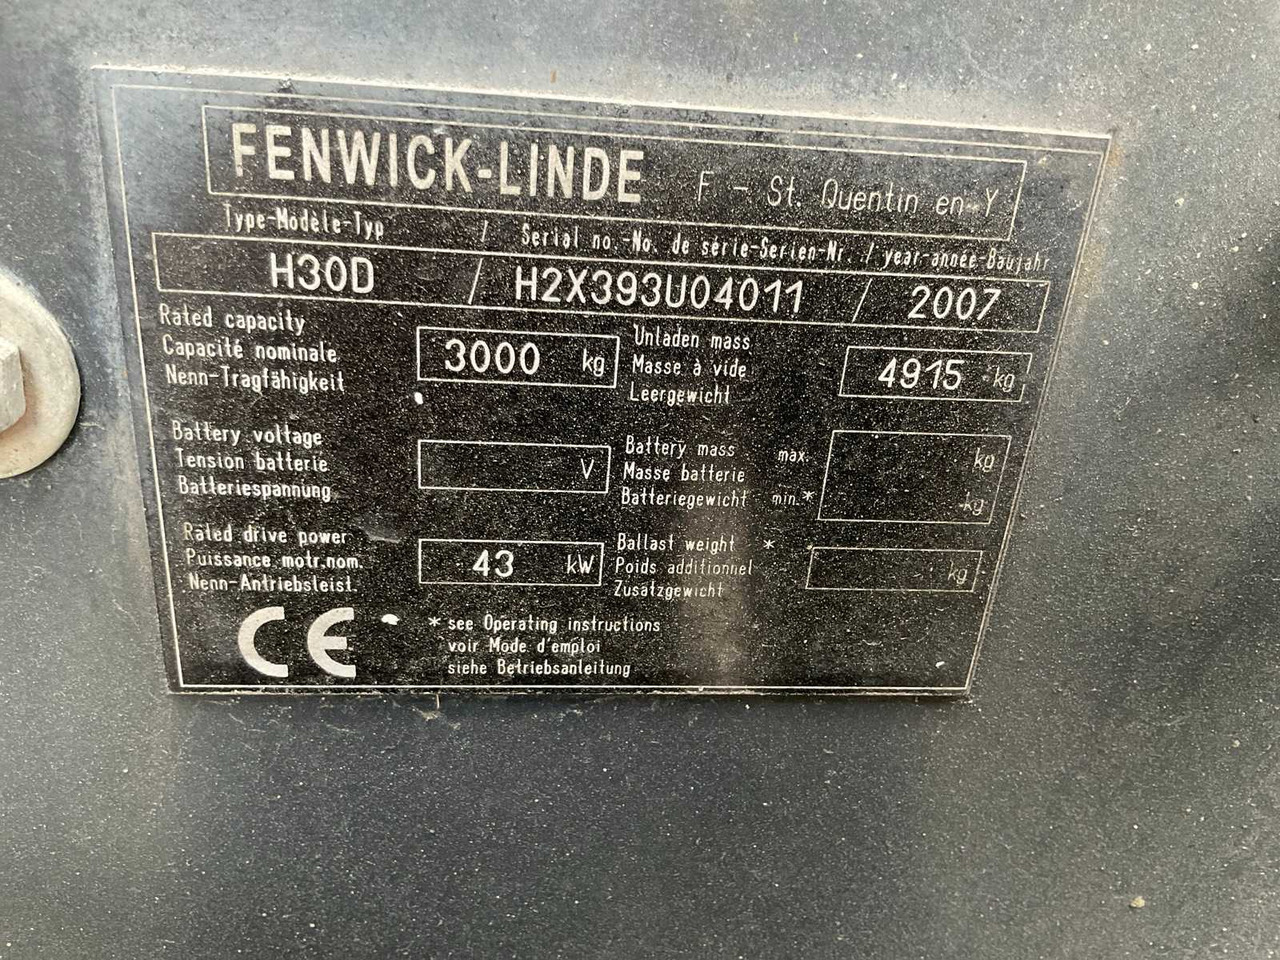 FENWICK-LINDE F - St. Quentin en-Y
Type-Modèle-Typ / Serial no.-No. de série-Serien-Nr. / year-année-Baujahr
H30D / H2X393U04011 / 2007
Rated capacity
Capacité nominale
Nenn-Tragfähigkeit
3000 kg
Unladen mass
Masse à vide
Leergewicht
4915 kg
Battery voltage
Tension batterie
Batteriespannung
V
Battery mass max.
Masse batterie
Batteriegewicht min.*
kg
kg
Rated drive power
Puissance motr.nom.
Nenn-Antriebsleist.
43 kW
Ballast weight *
Poids additionnel
Zusatzgewicht
kg
CE
* see Operating instructions
voir Mode d'emploi
siehe Betriebsanleitung